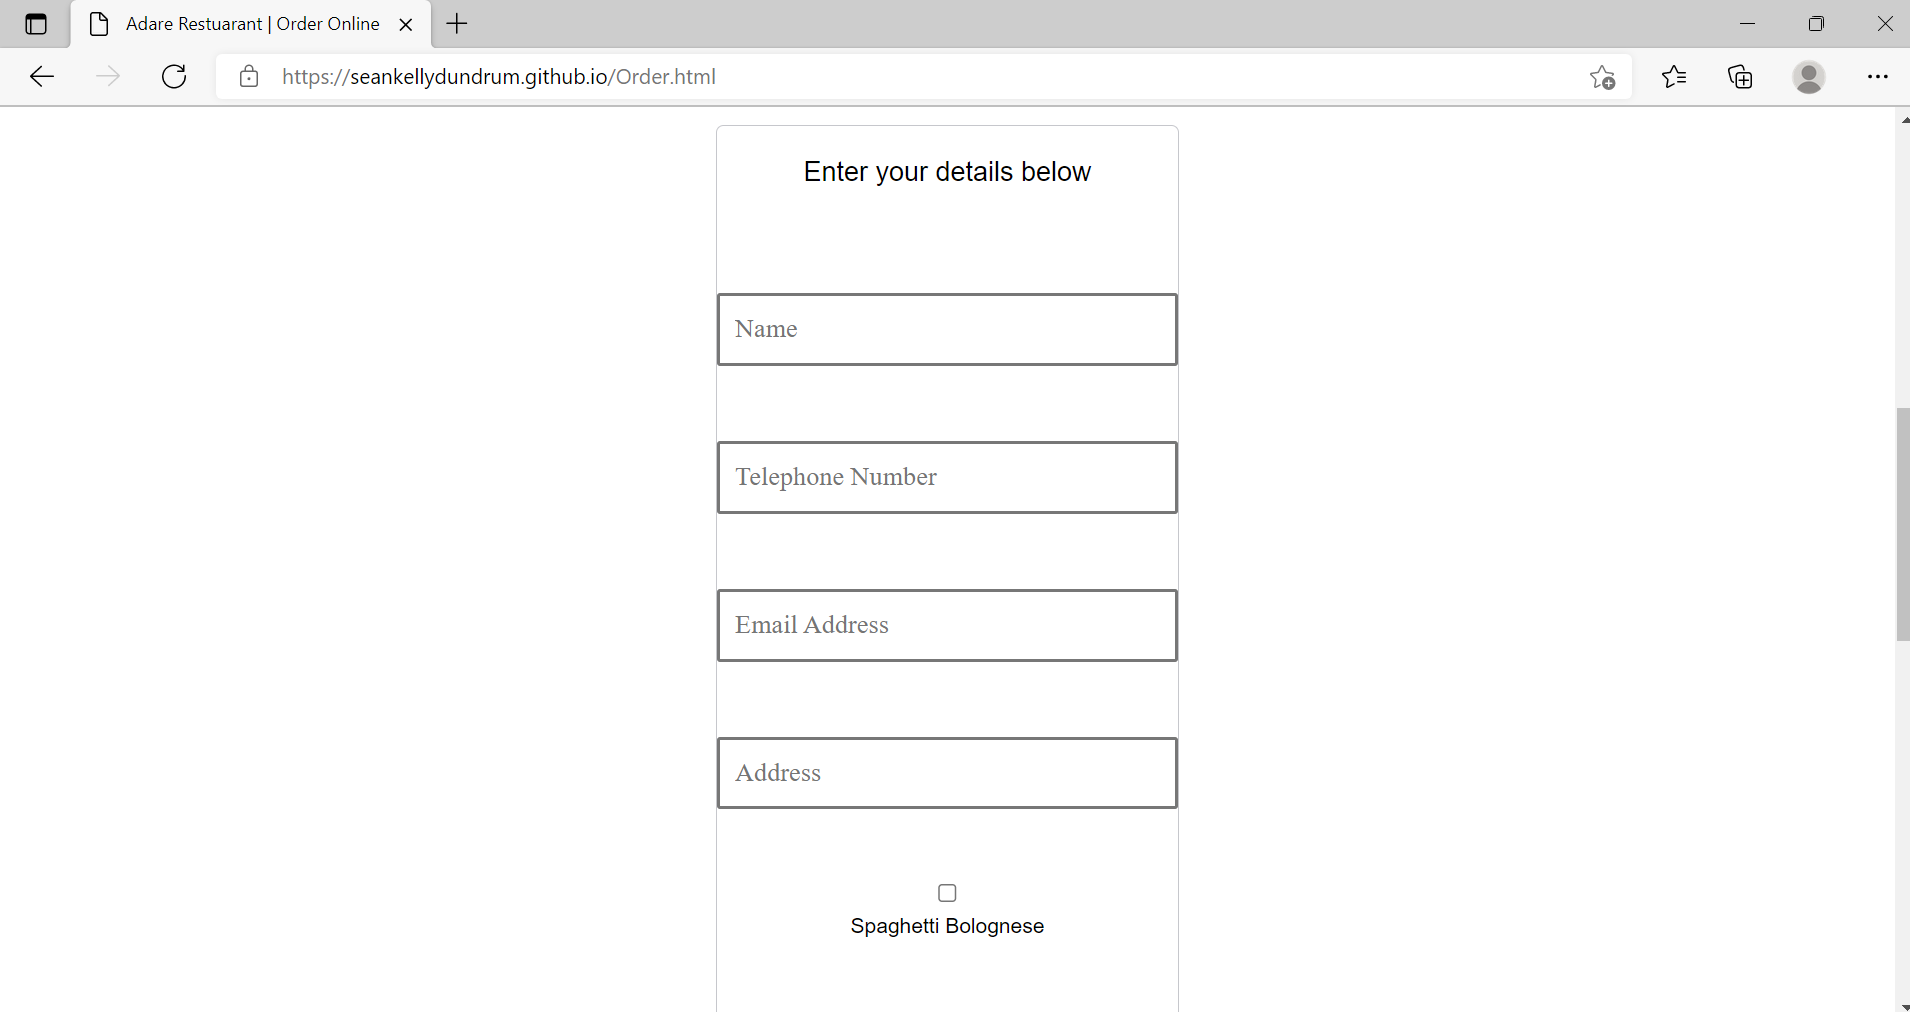 Adare Restuarant | Order Online
https://seankellydundrum.github.io/Order.html
Enter your details below
Name
Telephone Number
Email Address
Address
Spaghetti Bolognese